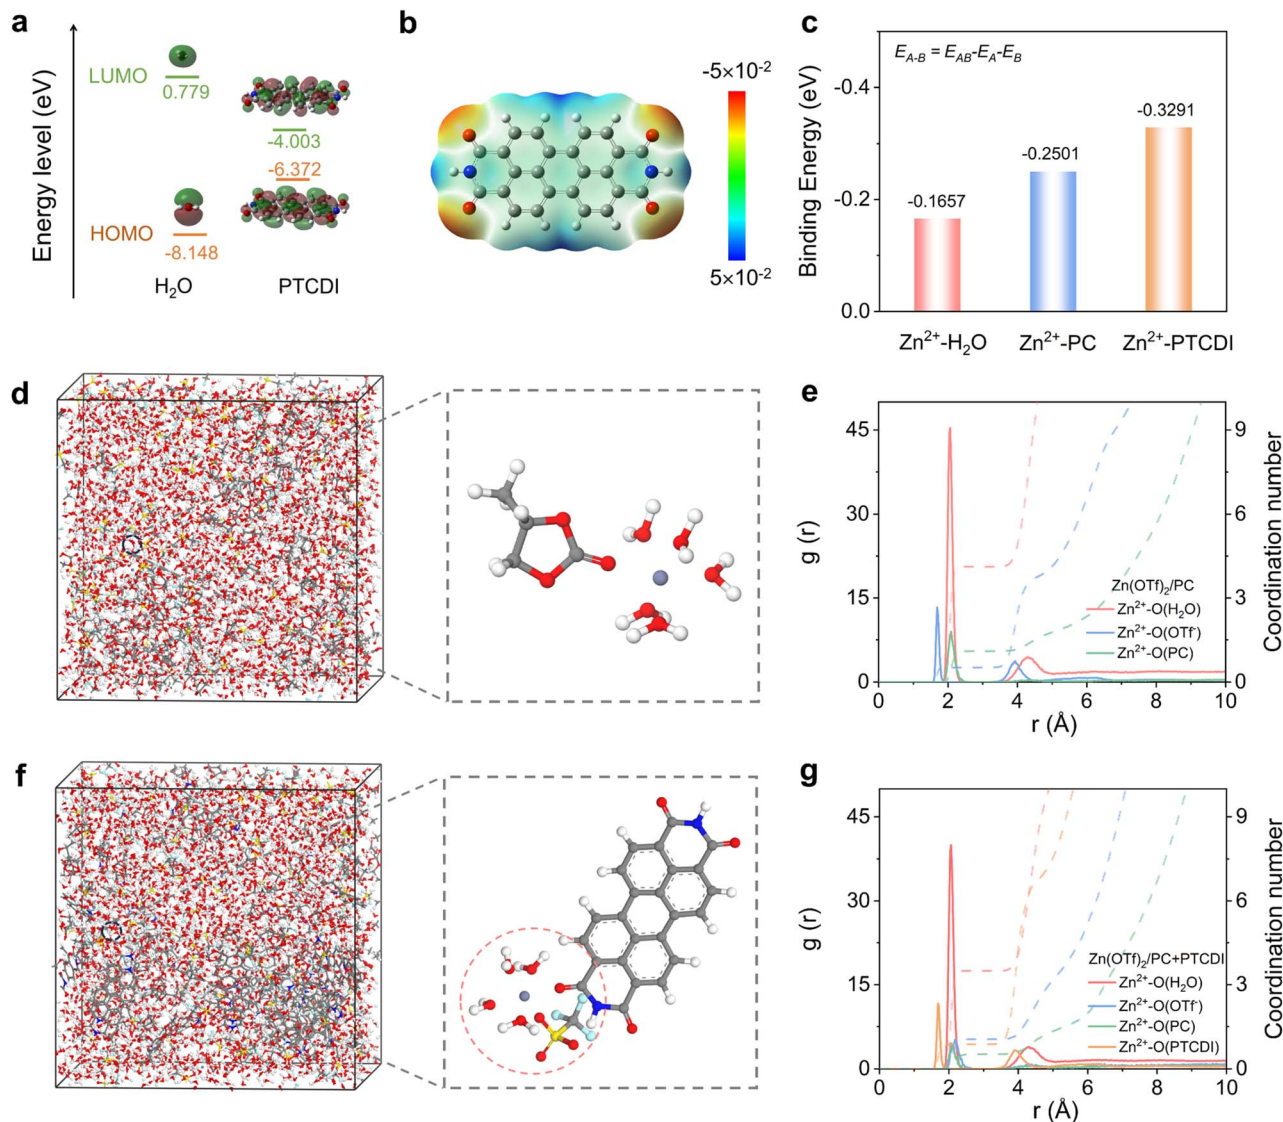 a
Energy level (eV)
LUMO
0.779
-4.003
-6.372
HOMO
-8.148
H₂O
PTCDI
b
-5×10⁻²
5×10⁻²
c
Binding Energy (eV)
E_A-B = E_AB-E_A-E_B
-0.4
-0.2
0.0
-0.1657
-0.2501
-0.3291
Zn²⁺-H₂O
Zn²⁺-PC
Zn²⁺-PTCDI
d
e
g (r)
45
30
15
0
0 2 4 6 8 10
r (Å)
9
6
3
0
Coordination number
Zn(OTf)₂/PC
Zn²⁺-O(H₂O)
Zn²⁺-O(OTf⁻)
Zn²⁺-O(PC)
f
g
g (r)
45
30
15
0
0 2 4 6 8 10
r (Å)
9
6
3
0
Coordination number
Zn(OTf)₂/PC+PTCDI
Zn²⁺-O(H₂O)
Zn²⁺-O(OTf⁻)
Zn²⁺-O(PC)
Zn²⁺-O(PTCDI)